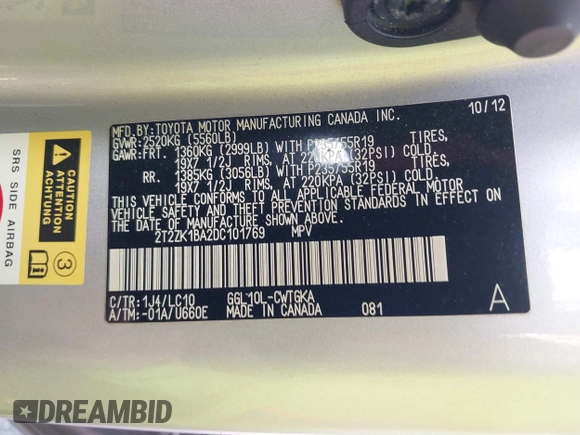 MFD. BY: TOYOTA MOTOR MANUFACTURING CANADA INC. 10/12
GVWR: 2520KG (5560LB)
GAWR: FRT. 1360KG (2999LB) WITH P235/55R19 TIRES,
19X7 1/2J RIMS, AT 220KPA (32PSI) COLD.
RR. 1385KG (3056LB) WITH P235/55R19 TIRES,
19X7 1/2J RIMS, AT 220KPA (32PSI) COLD.
THIS VEHICLE CONFORMS TO ALL APPLICABLE FEDERAL MOTOR
VEHICLE SAFETY AND THEFT PREVENTION STANDARDS IN EFFECT ON
THE DATE OF MANUFACTURE SHOWN ABOVE.
2T2ZK1BA2DC101769 MPV
C/TR: 1J4/LC10 GGL10L-CWTGKA
A/TM: -01A/U660E MADE IN CANADA 081 A
CAUTION
ATTENTION
ACHTUNG
3
SRS SIDE AIRBAG
DREAMBID